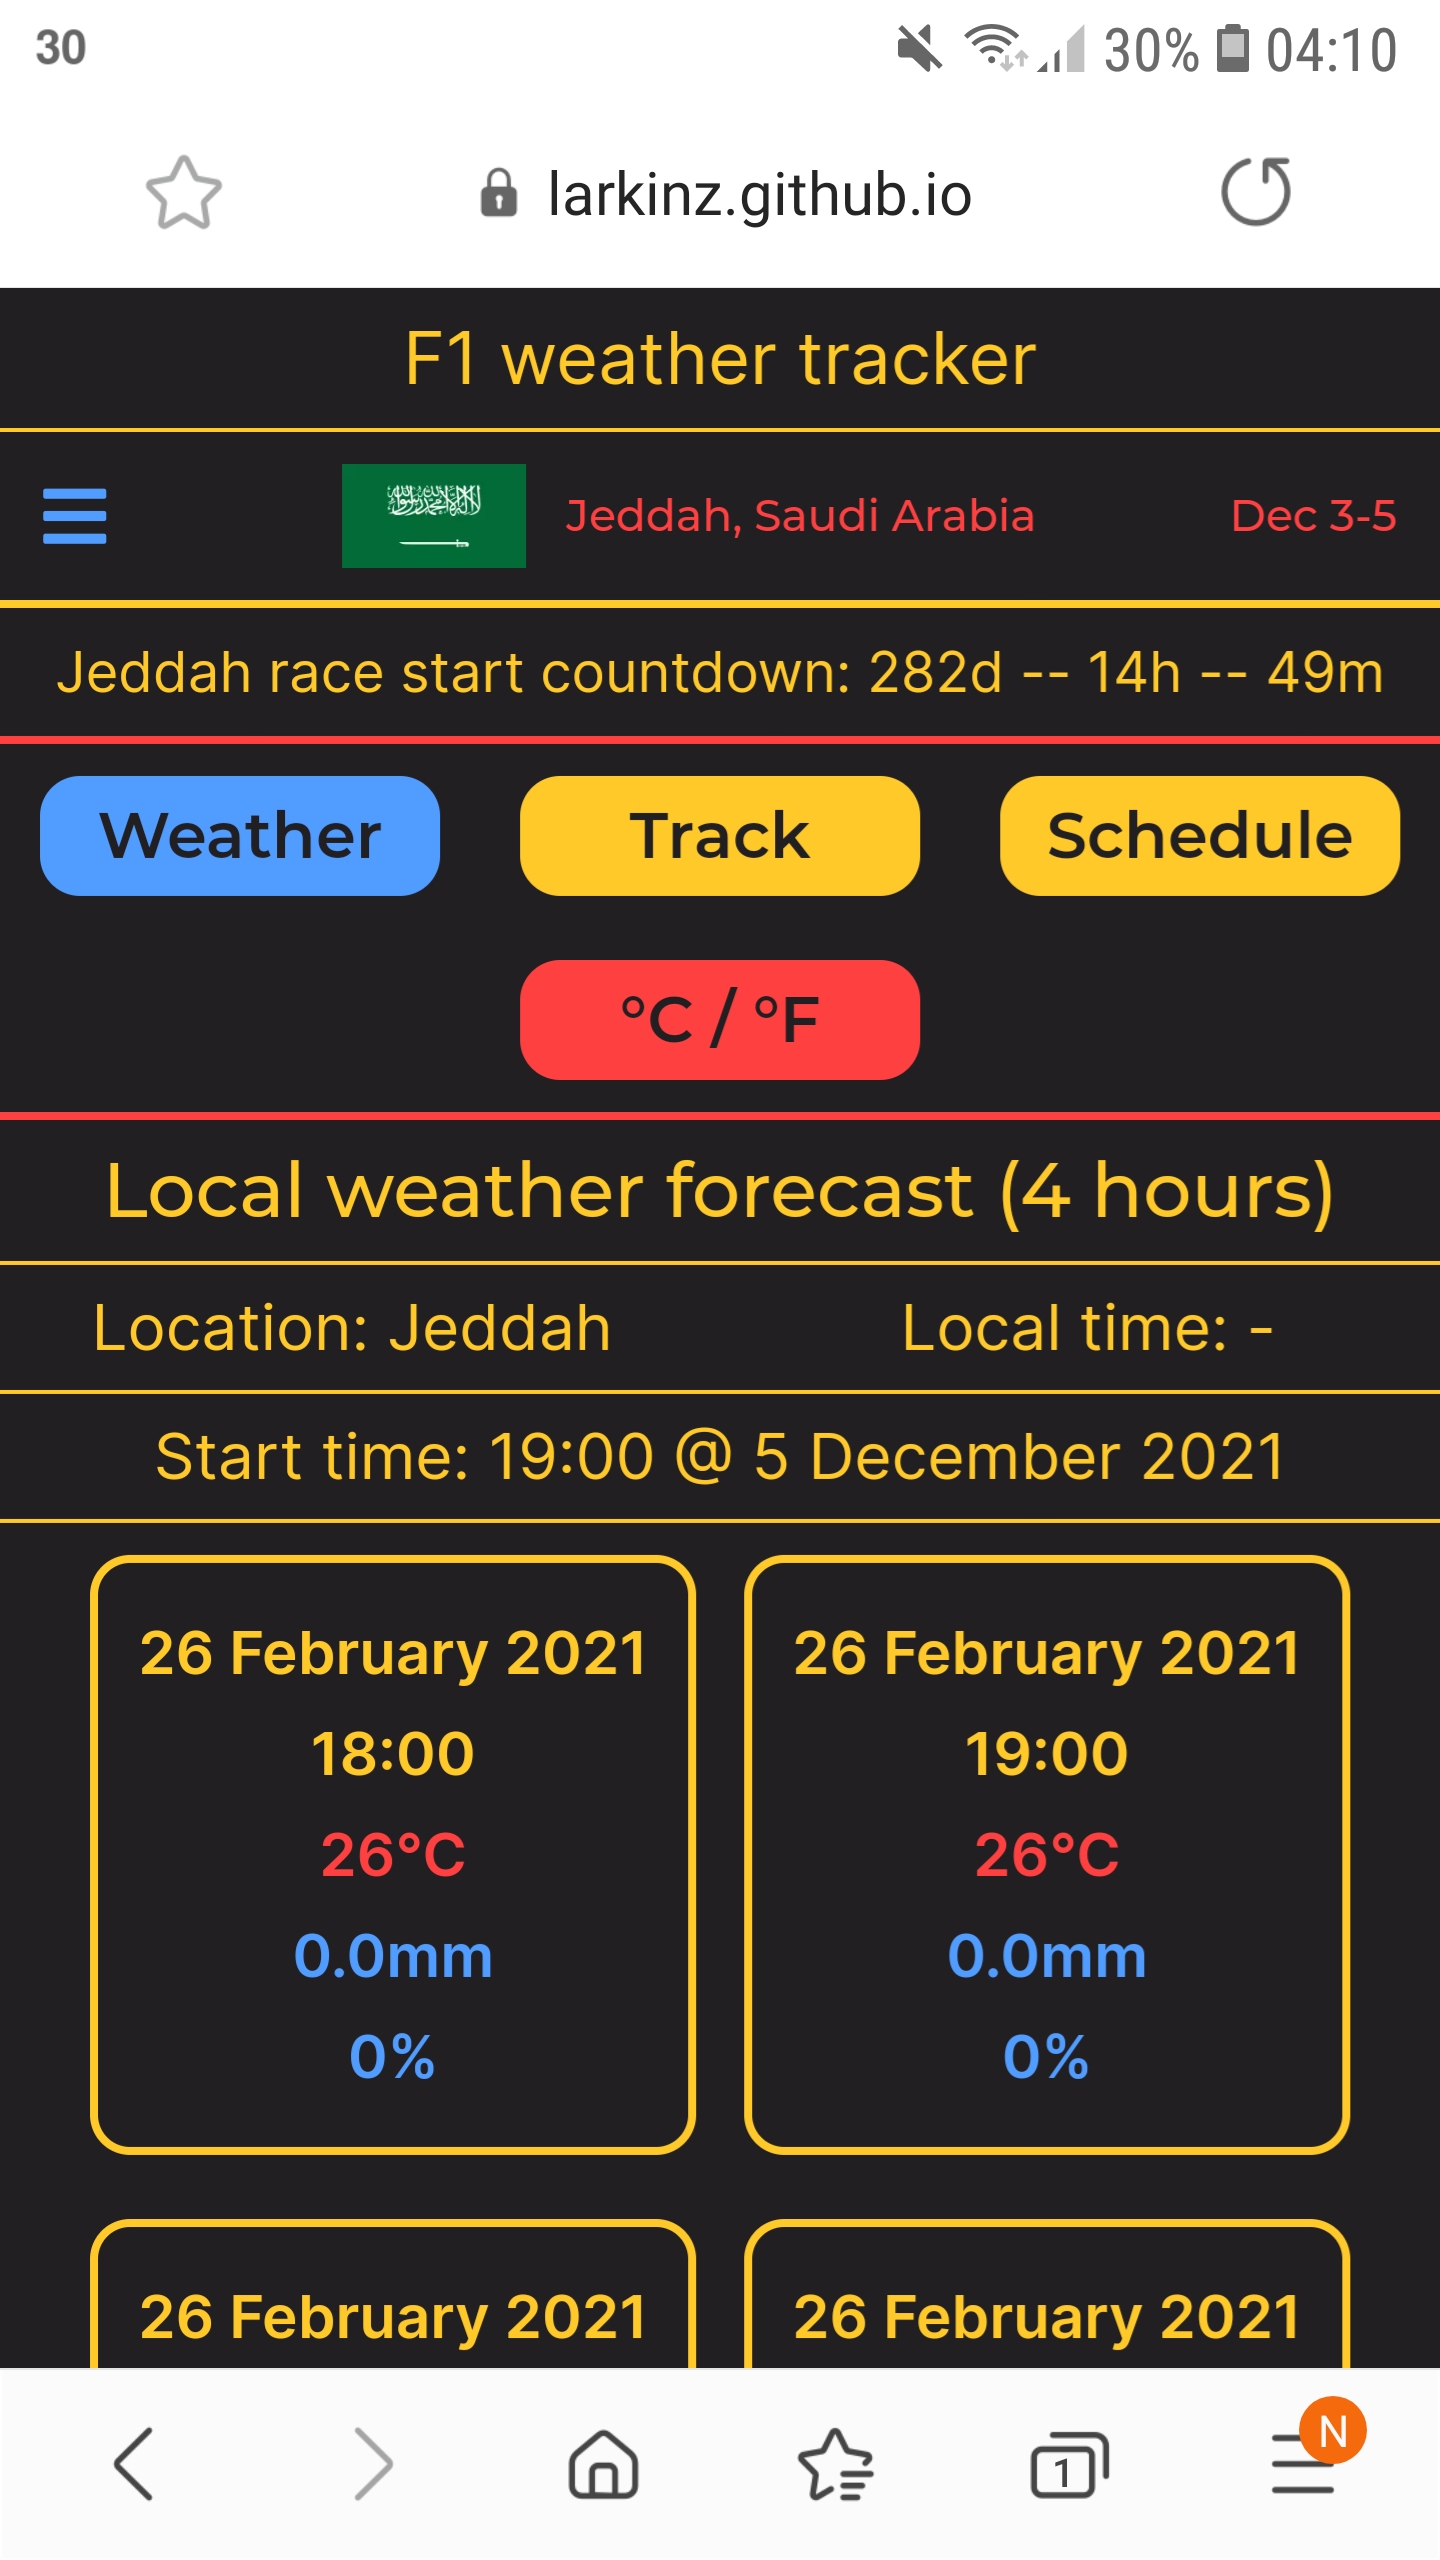 30 30% 04:10
larkinz.github.io
F1 weather tracker
Jeddah, Saudi Arabia Dec 3-5
Jeddah race start countdown: 282d -- 14h -- 49m
Weather Track Schedule
°C / °F
Local weather forecast (4 hours)
Location: Jeddah Local time: -
Start time: 19:00 @ 5 December 2021
26 February 2021 26 February 2021
18:00 19:00
26°C 26°C
0.0mm 0.0mm
0% 0%
26 February 2021 26 February 2021
1 N